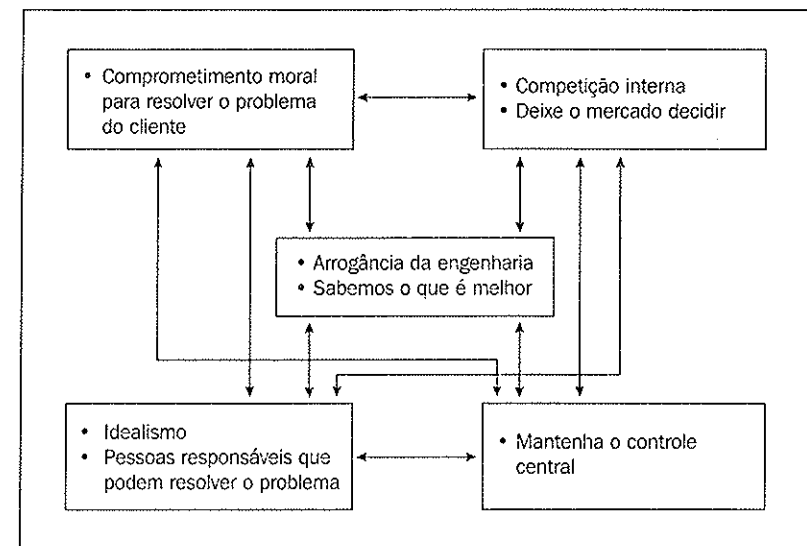 • Comprometimento moral
para resolver o problema
do cliente
• Competição interna
• Deixe o mercado decidir
• Arrogância da engenharia
• Sabemos o que é melhor
• Idealismo
• Pessoas responsáveis que
podem resolver o problema
• Mantenha o controle
central